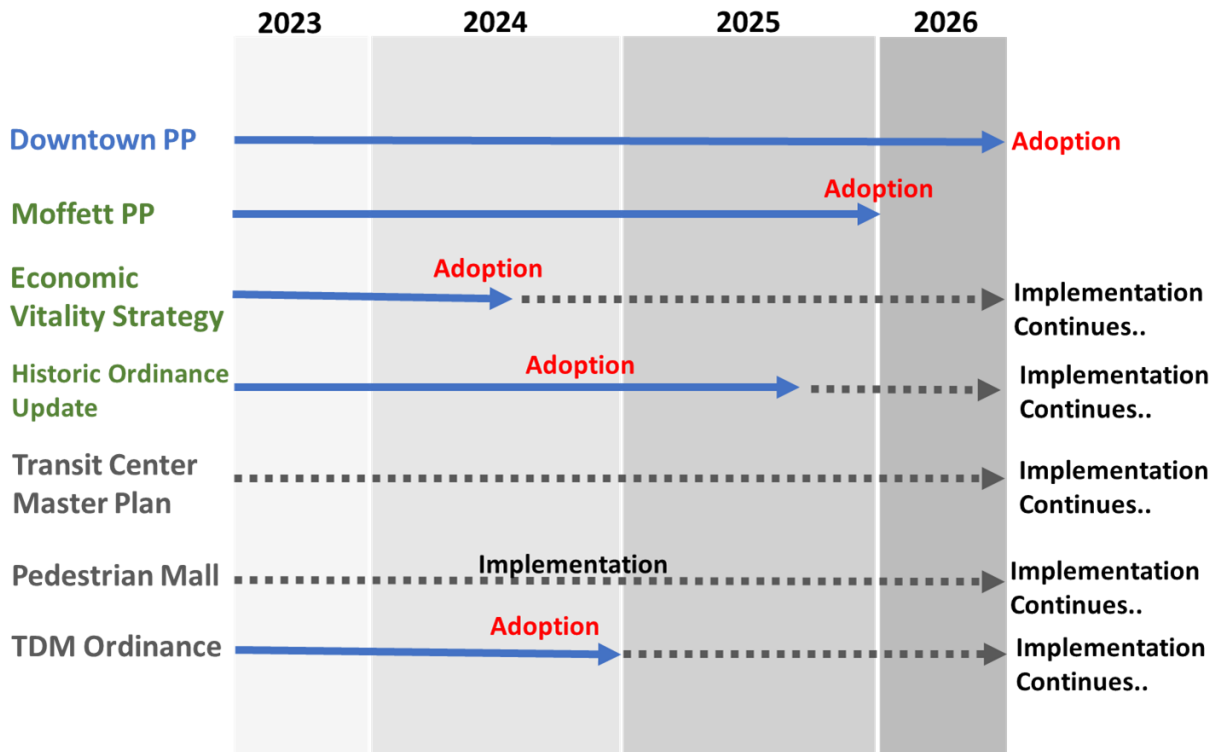 2023 2024 2025 2026
Downtown PP
Adoption
Moffett PP
Adoption
Economic
Vitality Strategy
Adoption
Implementation
Continues..
Historic Ordinance
Update
Adoption
Implementation
Continues..
Transit Center
Master Plan
Implementation
Continues..
Pedestrian Mall
Implementation
Implementation
Continues..
TDM Ordinance
Adoption
Implementation
Continues..